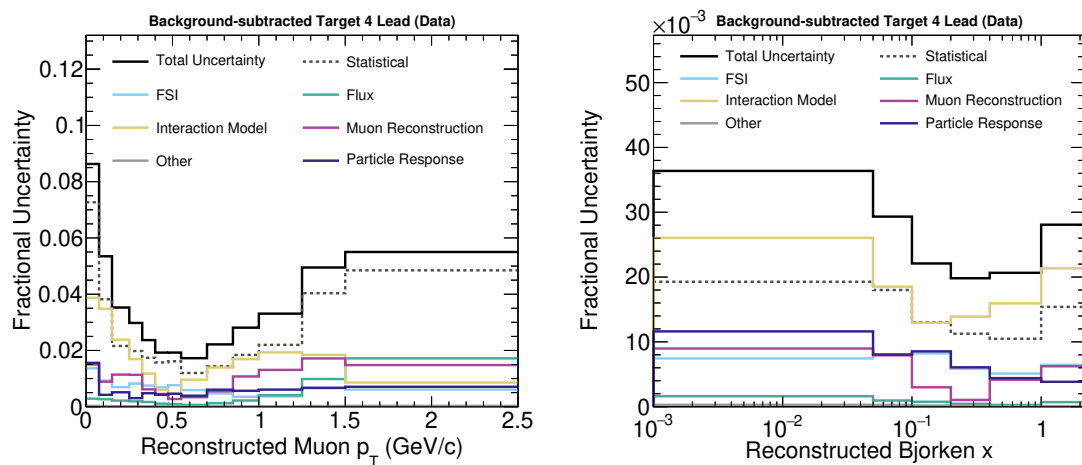 Background-subtracted Target 4 Lead (Data)
Fractional Uncertainty
0.12
0.1
0.08
0.06
0.04
0.02
0
Total Uncertainty
Statistical
FSI
Flux
Interaction Model
Muon Reconstruction
Other
Particle Response
0 0.5 1 1.5 2 2.5
Reconstructed Muon p_T (GeV/c)
×10⁻³
Background-subtracted Target 4 Lead (Data)
Fractional Uncertainty
50
40
30
20
10
0
Total Uncertainty
Statistical
FSI
Flux
Interaction Model
Muon Reconstruction
Other
Particle Response
10⁻³ 10⁻² 10⁻¹ 1
Reconstructed Bjorken x